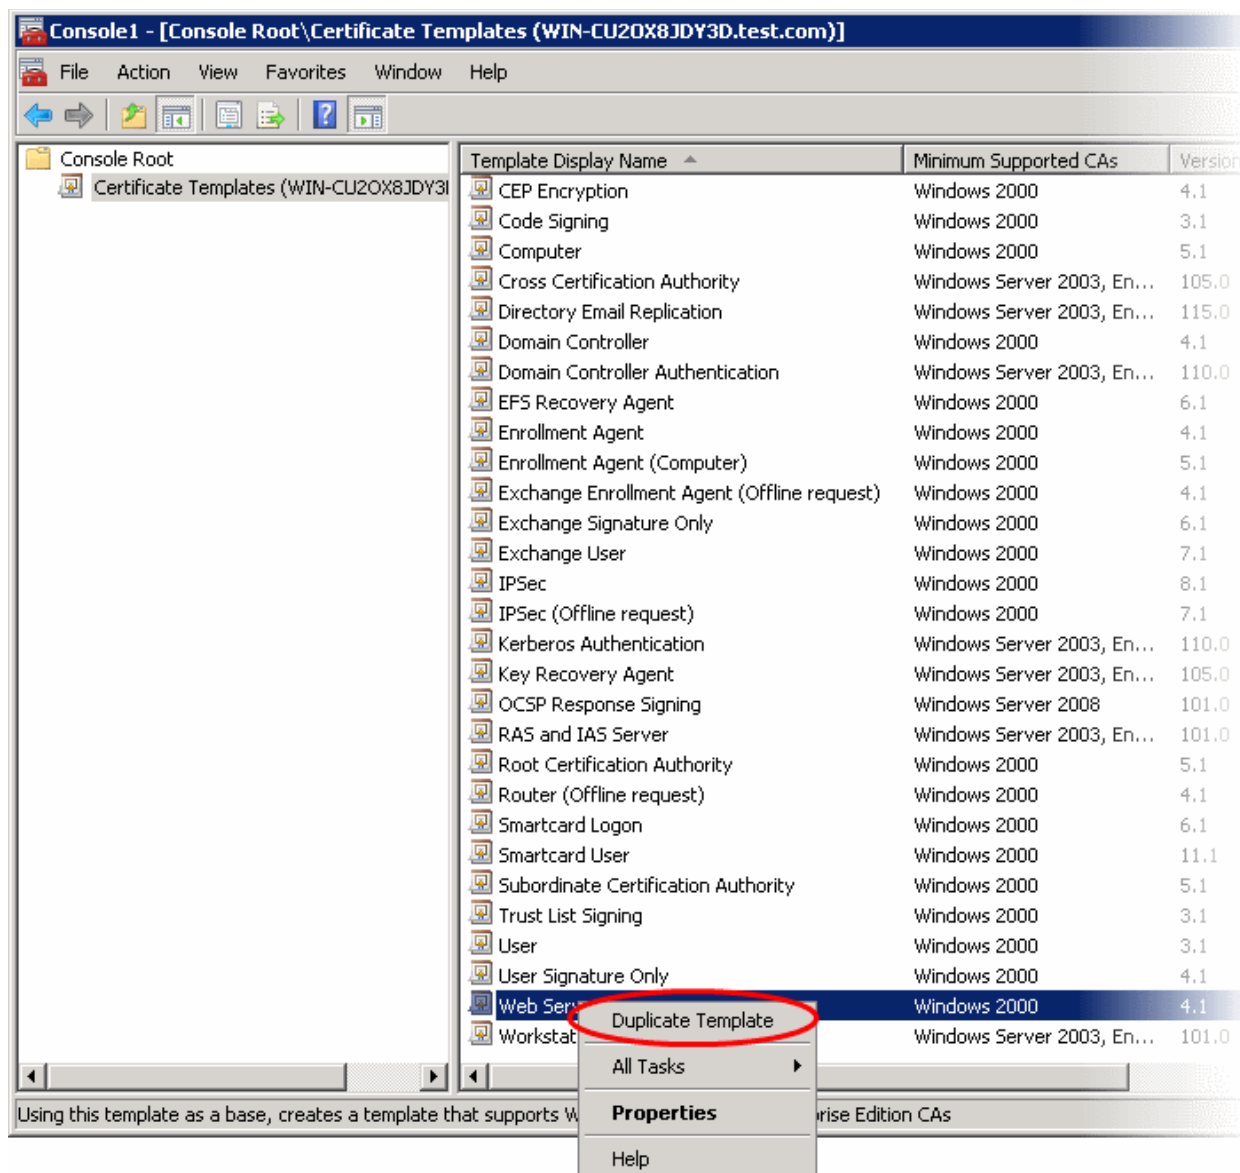 Console1 - [Console Root\Certificate Templates (WIN-CU2OX8JDY3D.test.com)]
File Action View Favorites Window Help
Console Root
Certificate Templates (WIN-CU2OX8JDY3
Template Display Name Minimum Supported CAs Version
CEP Encryption Windows 2000 4.1
Code Signing Windows 2000 3.1
Computer Windows 2000 5.1
Cross Certification Authority Windows Server 2003, En... 105.0
Directory Email Replication Windows Server 2003, En... 115.0
Domain Controller Windows 2000 4.1
Domain Controller Authentication Windows Server 2003, En... 110.0
EFS Recovery Agent Windows 2000 6.1
Enrollment Agent Windows 2000 4.1
Enrollment Agent (Computer) Windows 2000 5.1
Exchange Enrollment Agent (Offline request) Windows 2000 4.1
Exchange Signature Only Windows 2000 6.1
Exchange User Windows 2000 7.1
IPSec Windows 2000 8.1
IPSec (Offline request) Windows 2000 7.1
Kerberos Authentication Windows Server 2003, En... 110.0
Key Recovery Agent Windows Server 2003, En... 105.0
OCSP Response Signing Windows Server 2008 101.0
RAS and IAS Server Windows Server 2003, En... 101.0
Root Certification Authority Windows 2000 5.1
Router (Offline request) Windows 2000 4.1
Smartcard Logon Windows 2000 6.1
Smartcard User Windows 2000 11.1
Subordinate Certification Authority Windows 2000 5.1
Trust List Signing Windows 2000 3.1
User Windows 2000 3.1
User Signature Only Windows 2000 4.1
Web Ser Windows 2000 4.1
Workstat Windows Server 2003, En... 101.0
Duplicate Template
All Tasks
Properties
Help
Using this template as a base, creates a template that supports W rise Edition CAs